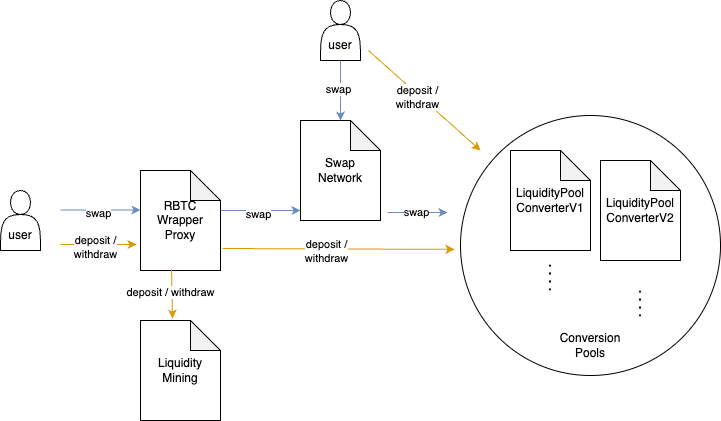 user
swap
deposit /
withdraw
Swap
Network
LiquidityPool
ConverterV1
LiquidityPool
ConverterV2
RBTC
Wrapper
Proxy
swap
swap
swap
user
deposit /
withdraw
deposit /
withdraw
deposit / withdraw
Conversion
Pools
Liquidity
Mining